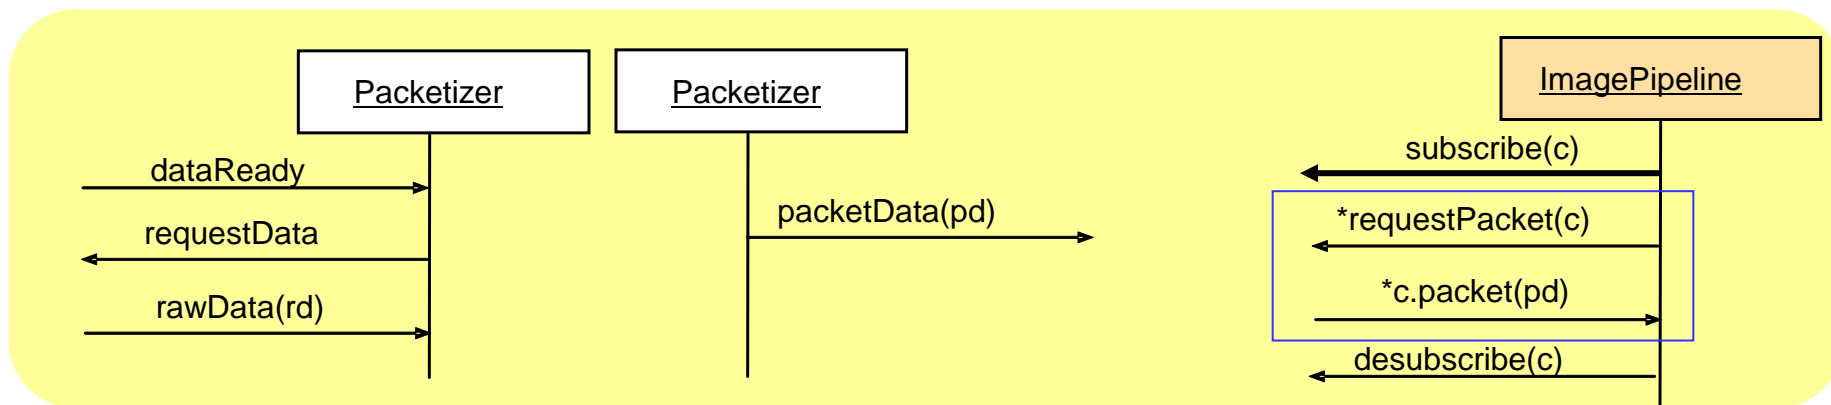 Packetizer
dataReady
requestData
rawData(rd)
Packetizer
packetData(pd)
ImagePipeline
subscribe(c)
*requestPacket(c)
*c.packet(pd)
desubscribe(c)